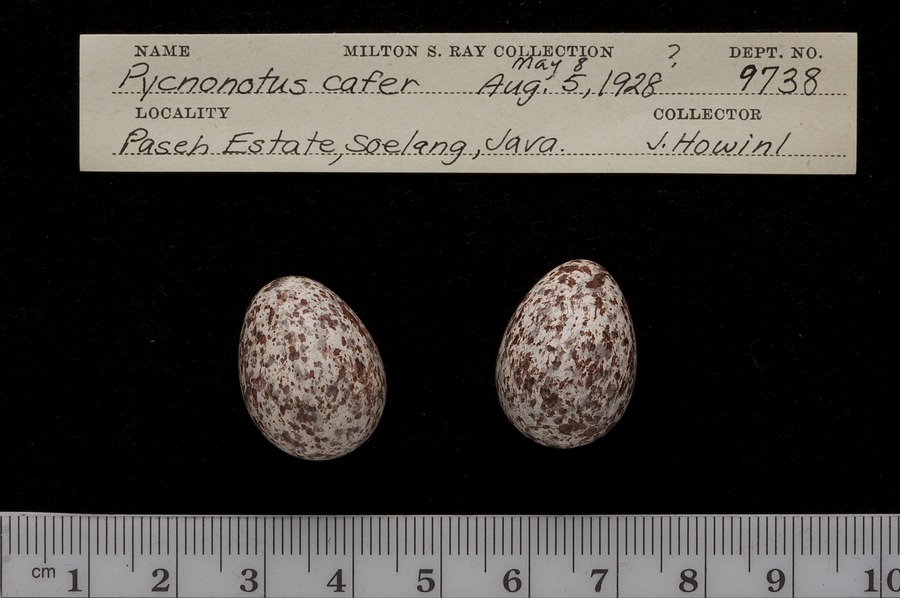 NAME MILTON S. RAY COLLECTION ? DEPT. NO.
May 8
Pycnonotus cafer Aug. 5, 1928 9738
LOCALITY COLLECTOR
Paseh Estate, Soelang, Java. J. Howinl
cm 1 2 3 4 5 6 7 8 9 10